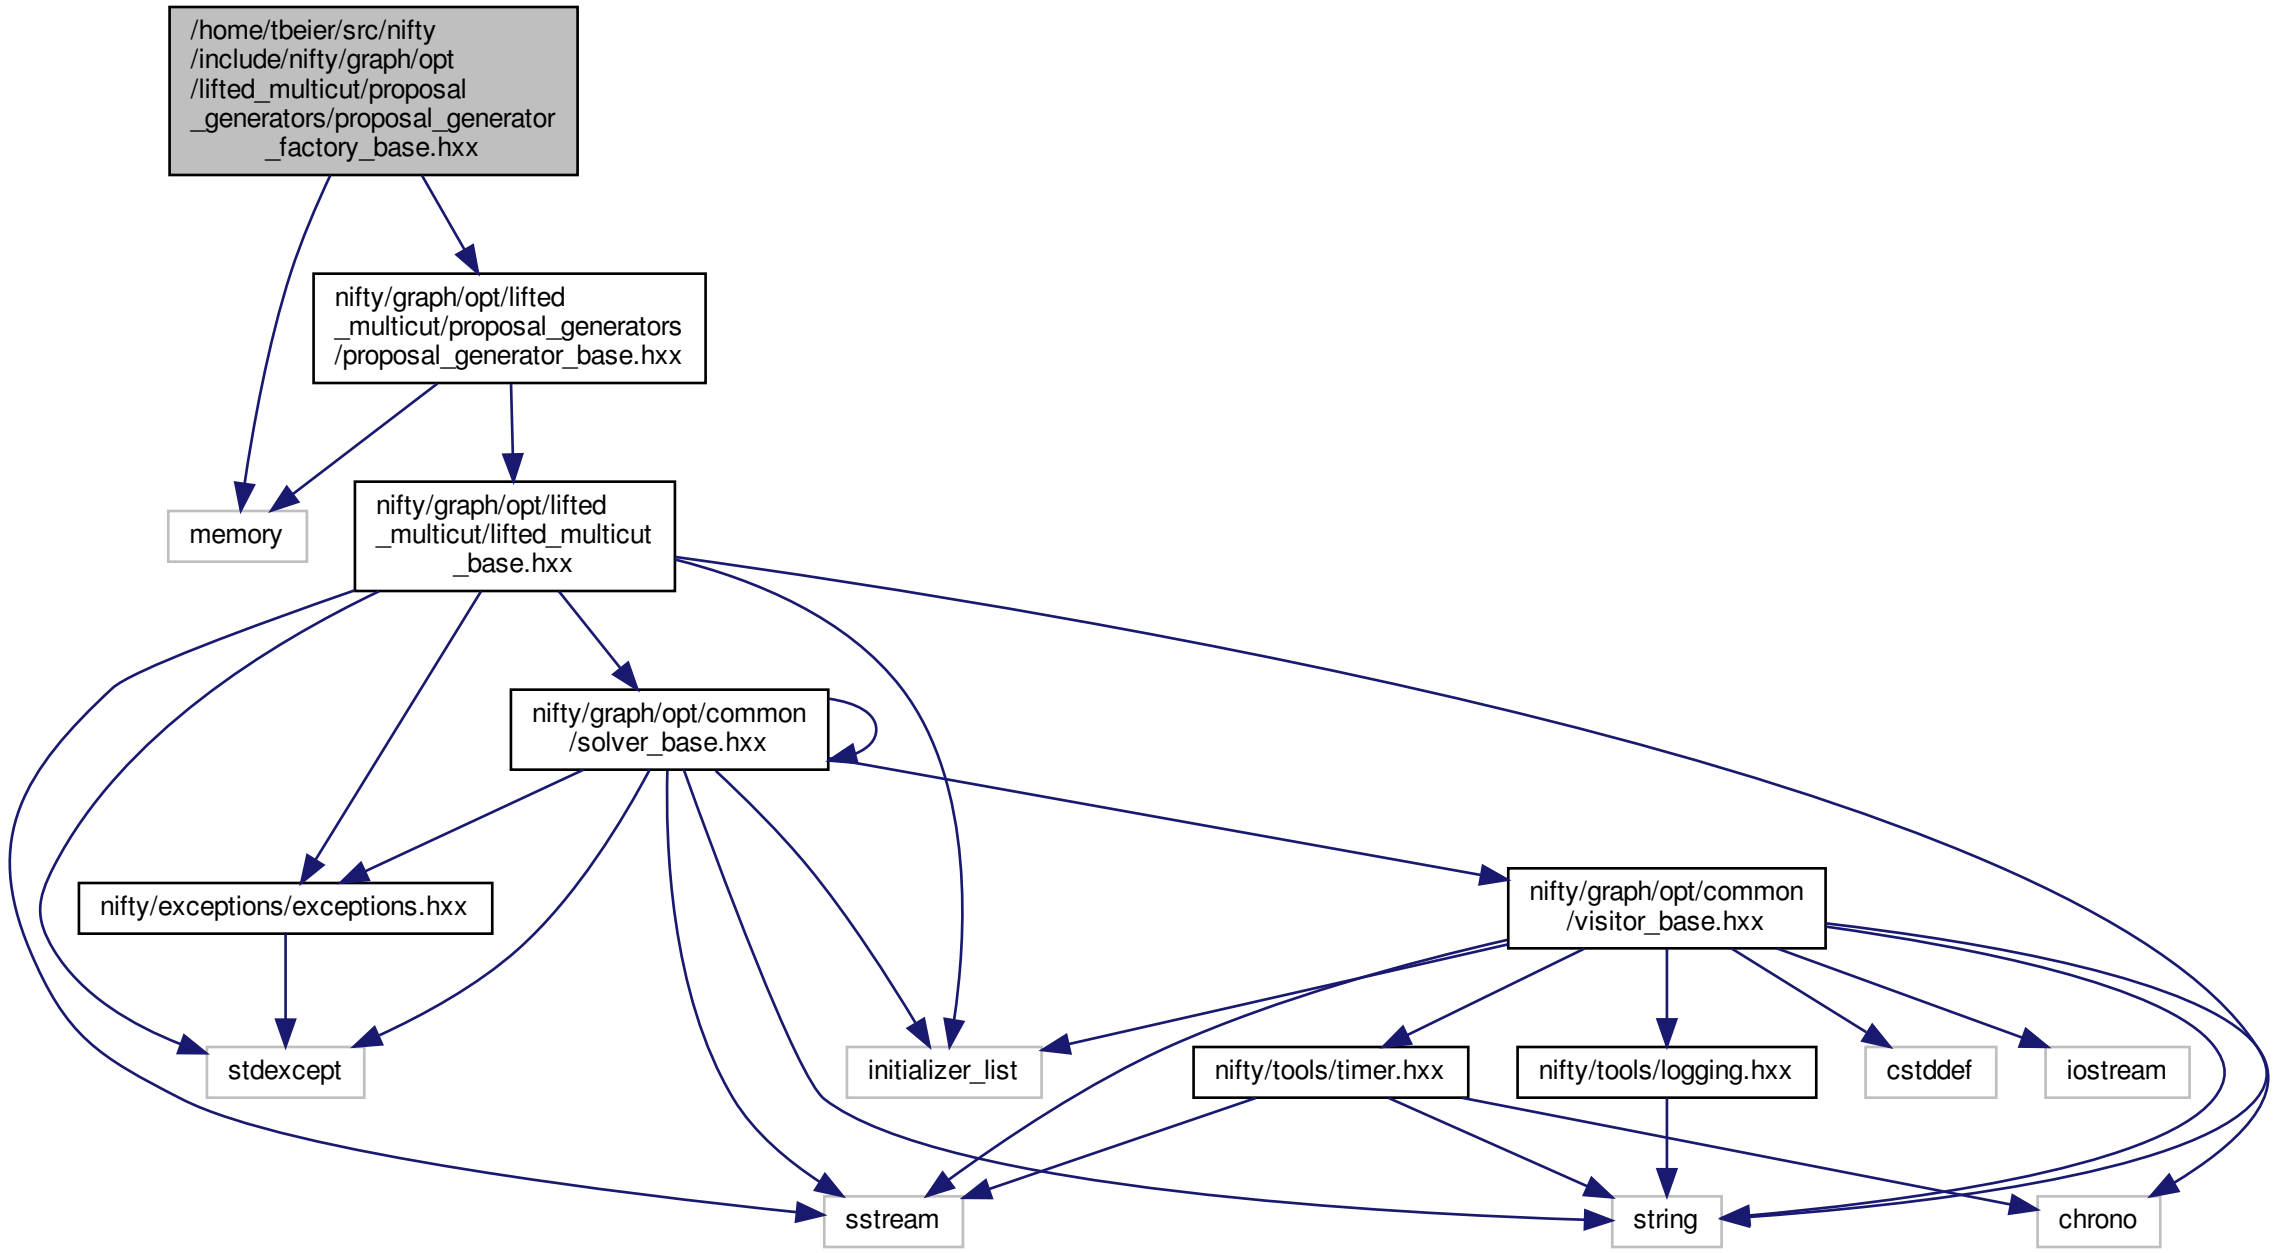 /home/tbeier/src/nifty
/include/nifty/graph/opt
/lifted_multicut/proposal
_generators/proposal_generator
_factory_base.hxx
nifty/graph/opt/lifted
_multicut/proposal_generators
/proposal_generator_base.hxx
memory
nifty/graph/opt/lifted
_multicut/lifted_multicut
_base.hxx
nifty/graph/opt/common
/solver_base.hxx
nifty/exceptions/exceptions.hxx
nifty/graph/opt/common
/visitor_base.hxx
stdexcept
initializer_list
nifty/tools/timer.hxx
nifty/tools/logging.hxx
cstddef
iostream
sstream
string
chrono